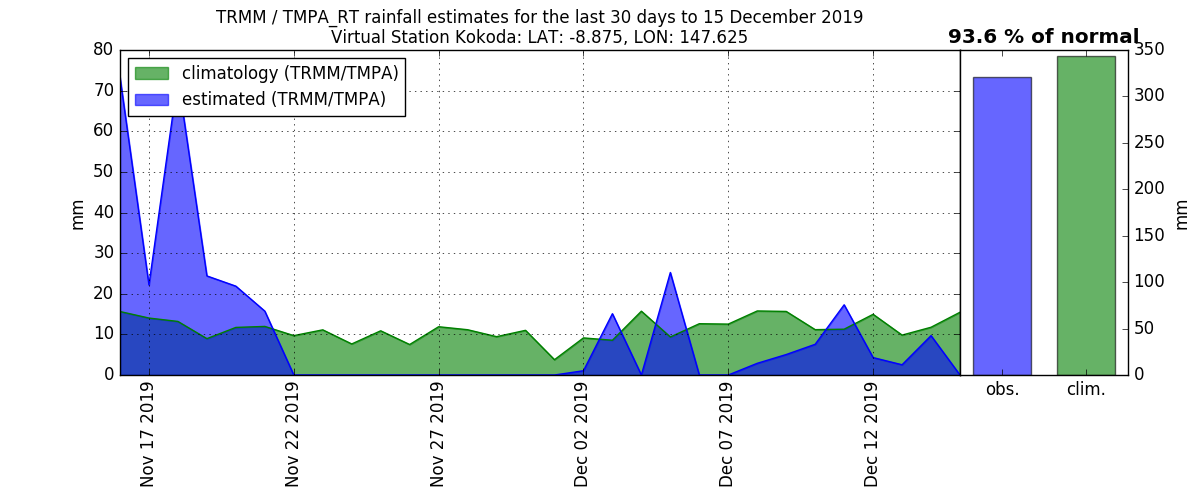 TRMM / TMPA_RT rainfall estimates for the last 30 days to 15 December 2019
Virtual Station Kokoda: LAT: -8.875, LON: 147.625
93.6 % of normal
climatology (TRMM/TMPA)
estimated (TRMM/TMPA)
80
70
60
50
40
30
20
10
0
mm
Nov 17 2019
Nov 22 2019
Nov 27 2019
Dec 02 2019
Dec 07 2019
Dec 12 2019
obs.
clim.
350
300
250
200
150
100
50
0
mm